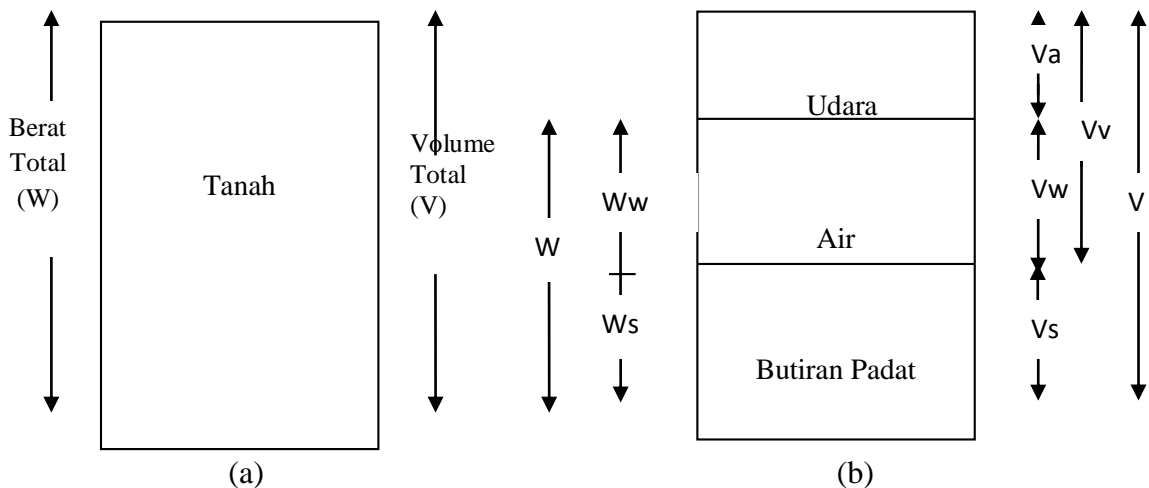 Berat
Total
(W)
Tanah
Volume
Total
(V)
(a)
W
Ww
Ws
Udara
Air
Butiran Padat
(b)
Va
Vw
Vs
Vv
V